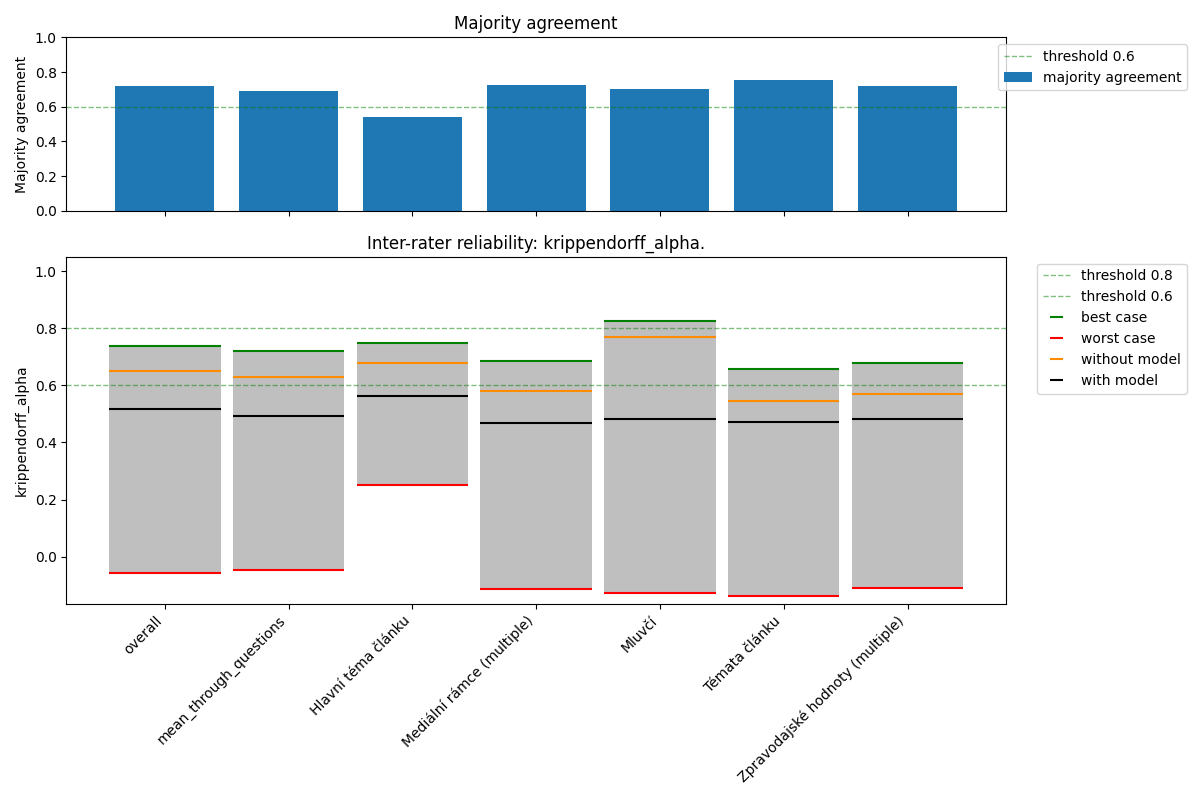 Majority agreement
Majority agreement
1.0
0.8
0.6
0.4
0.2
0.0
threshold 0.6
majority agreement
Inter-rater reliability: krippendorff_alpha.
krippendorff_alpha
1.0
0.8
0.6
0.4
0.2
0.0
threshold 0.8
threshold 0.6
best case
worst case
without model
with model
overall
mean_through_questions
Hlavní téma článku
Mediální rámce (multiple)
Mluvčí
Témata článku
Zpravodajské hodnoty (multiple)